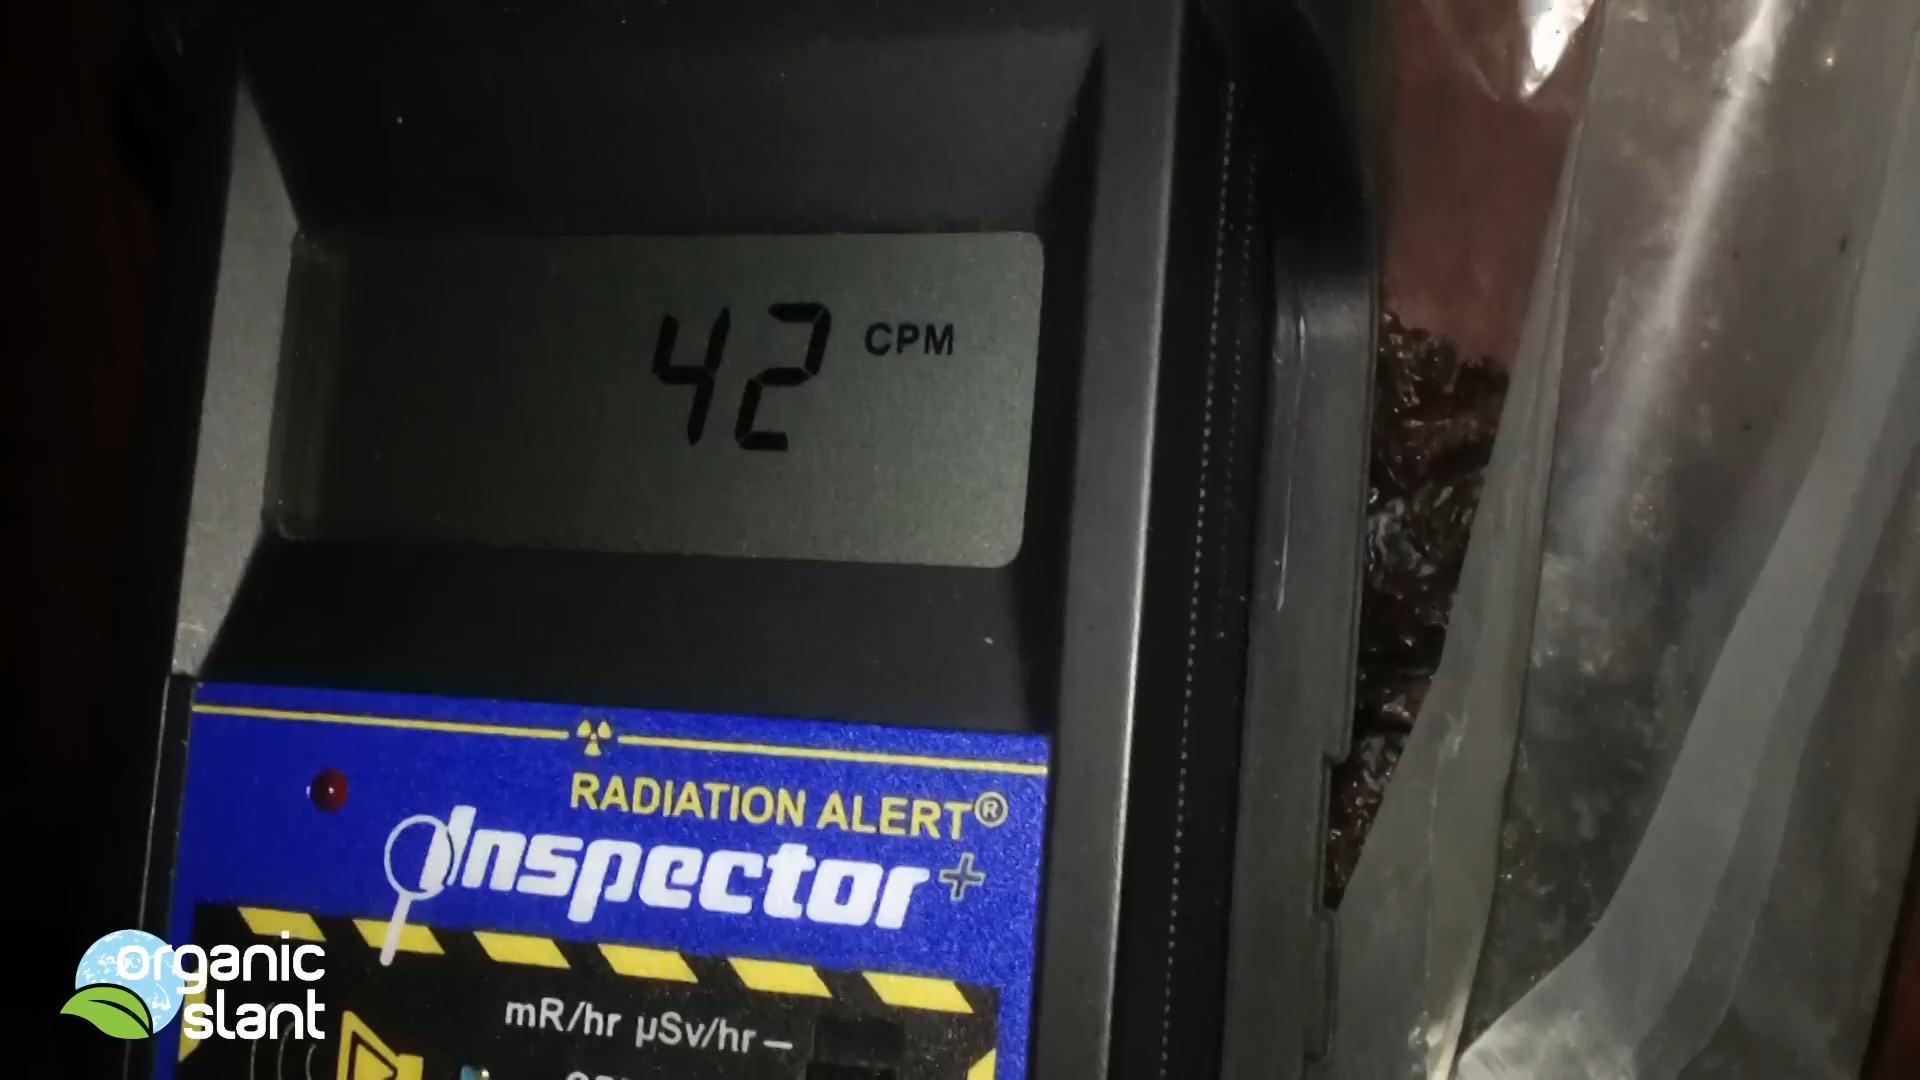 42 CPM
RADIATION ALERT®
Inspector+
mR/hr µSv/hr –
organic
slant